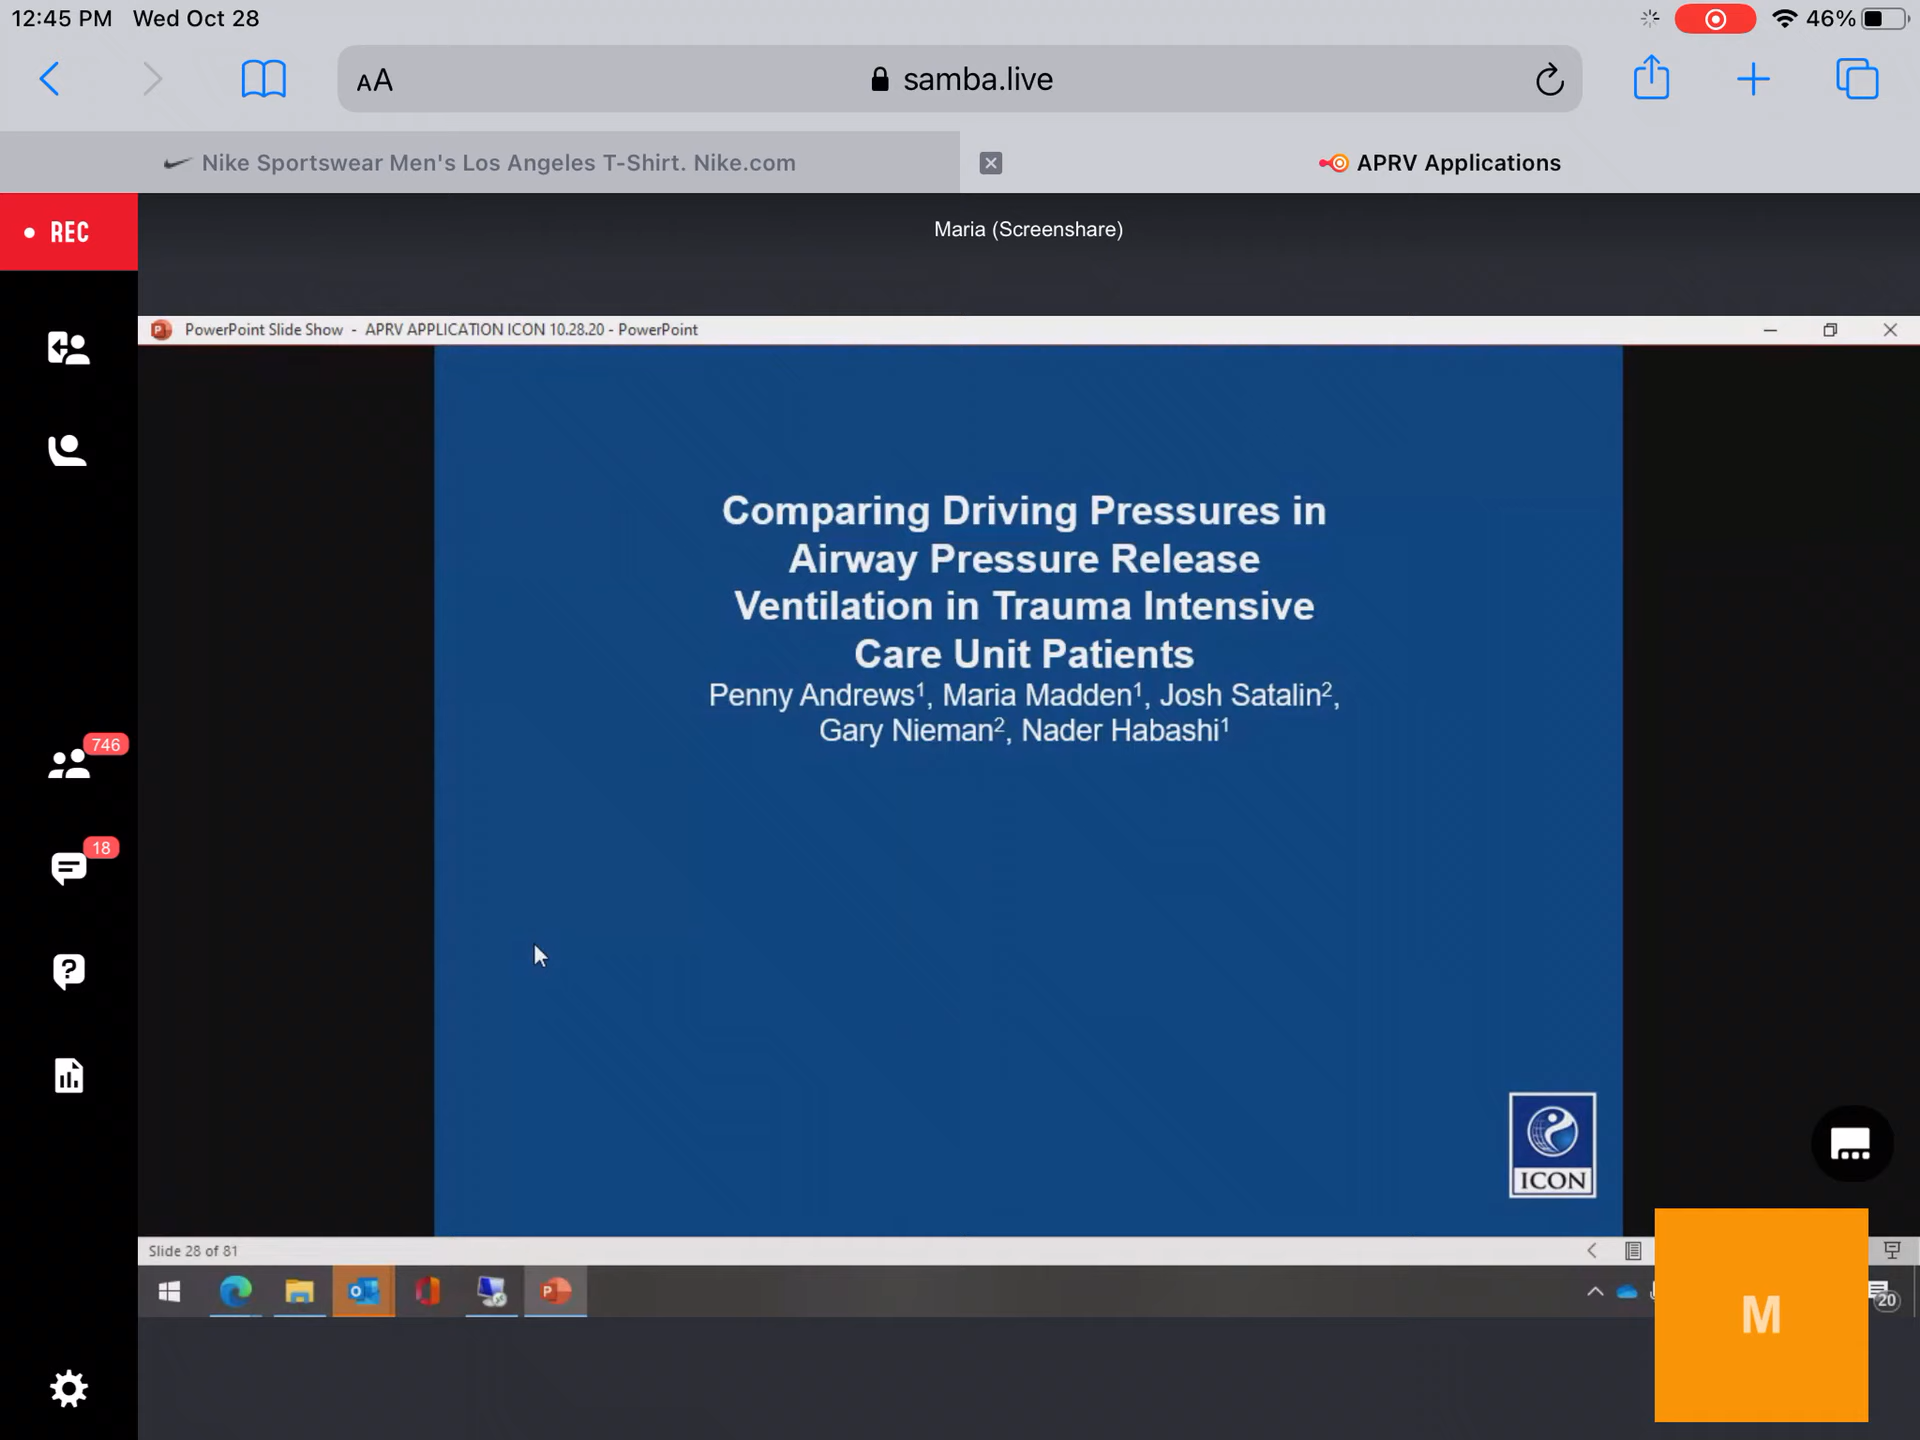 12:45 PM Wed Oct 28
46%
AA
samba.live
Nike Sportswear Men's Los Angeles T-Shirt. Nike.com
APRV Applications
REC
Maria (Screenshare)
PowerPoint Slide Show - APRV APPLICATION ICON 10.28.20 - PowerPoint
Comparing Driving Pressures in
Airway Pressure Release
Ventilation in Trauma Intensive
Care Unit Patients
Penny Andrews¹, Maria Madden¹, Josh Satalin²,
Gary Nieman², Nader Habashi¹
746
18
ICON
Slide 28 of 81
20
M